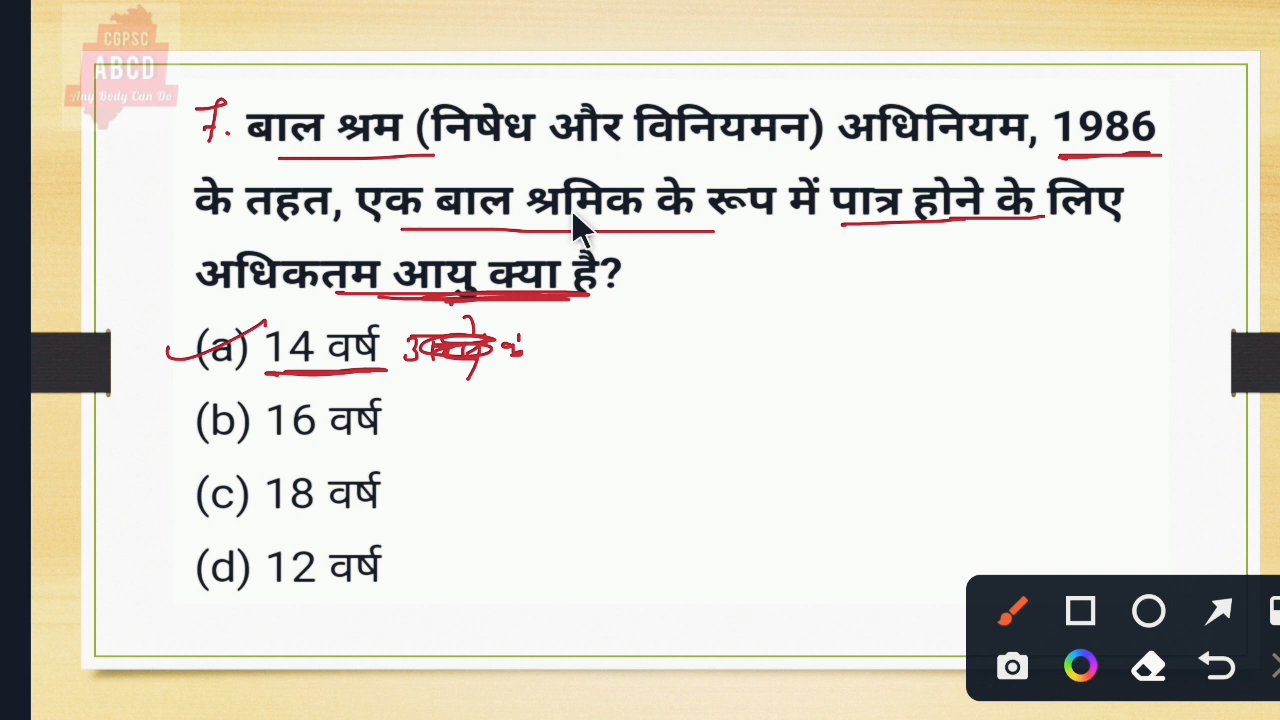 CGPSC
ABCD
Any Body Can Do
7. बाल श्रम (निषेध और विनियमन) अधिनियम, 1986
के तहत, एक बाल श्रमिक के रूप में पात्र होने के लिए
अधिकतम आयु क्या है?
(a) 14 वर्ष
(b) 16 वर्ष
(c) 18 वर्ष
(d) 12 वर्ष